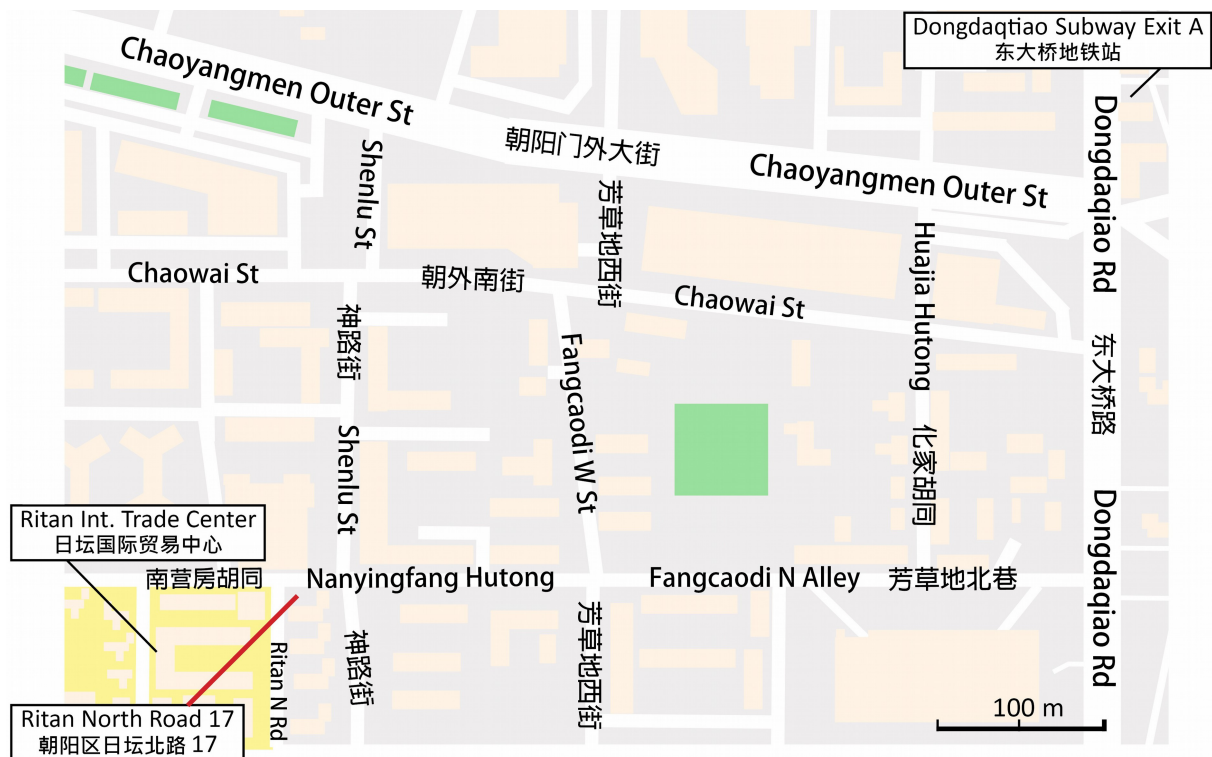 Dongdaqtiao Subway Exit A
东大桥地铁站
Chaoyangmen Outer St
朝阳门外大街
Chaoyangmen Outer St
Dongdaqiao Rd
Shenlu St
芳草地西街
Huajia Hutong
Chaowai St
朝外南街
Chaowai St
神路街
Fangcaodi W St
东大桥路
Shenlu St
化家胡同
Dongdaqiao Rd
Ritan Int. Trade Center
日坛国际贸易中心
南营房胡同
Nanyingfang Hutong
Fangcaodi N Alley
芳草地北巷
Ritan N Rd
神路街
芳草地西街
Ritan North Road 17
朝阳区日坛北路 17
100 m